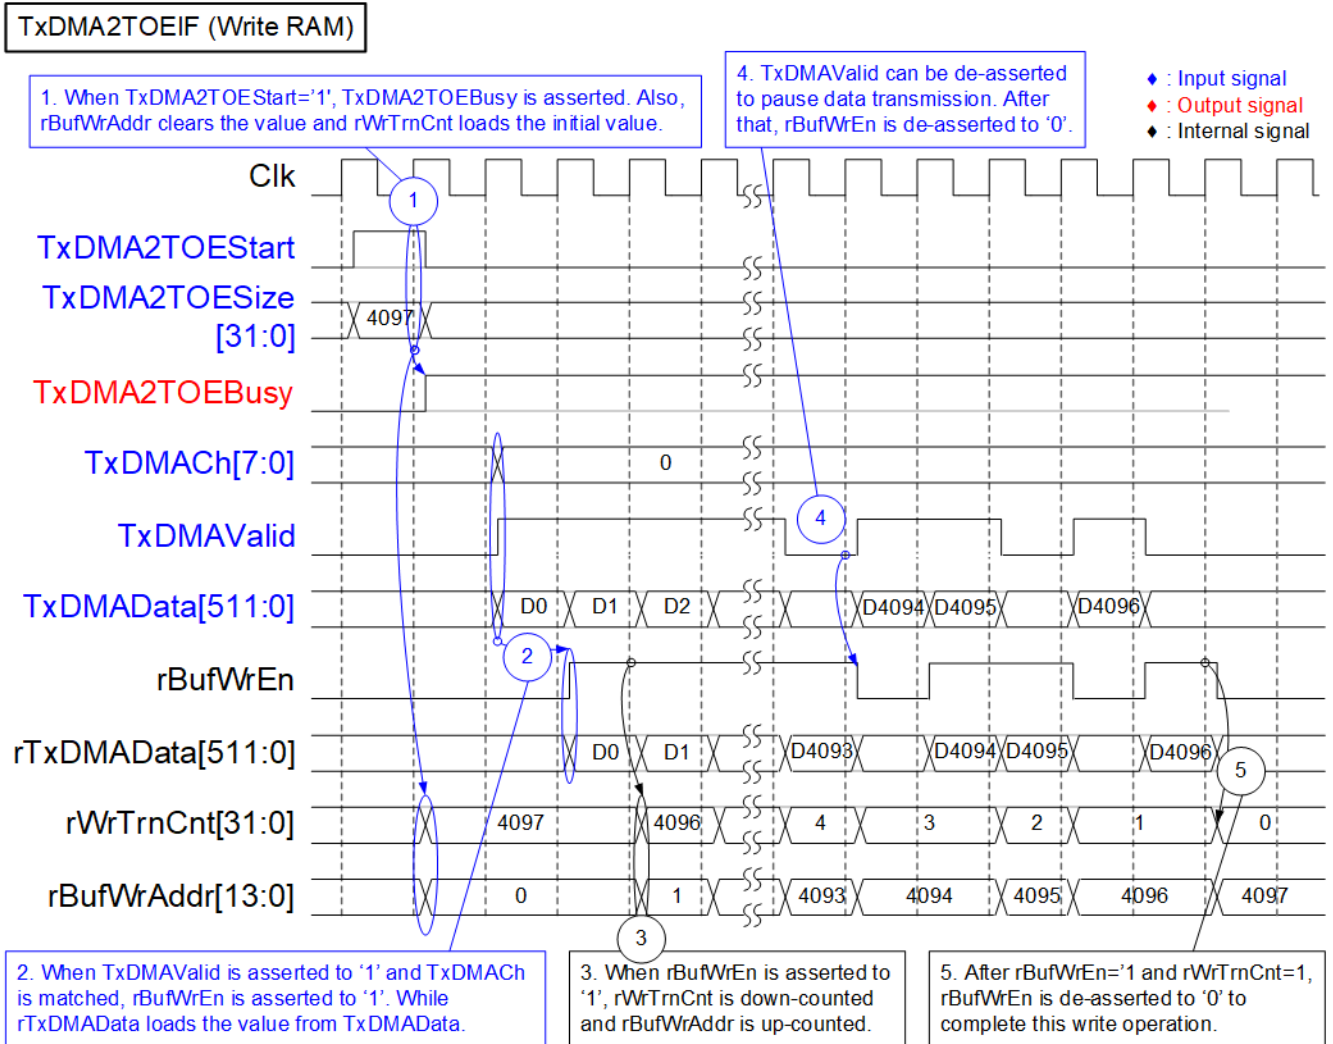 TxDMA2TOEIF (Write RAM)
1. When TxDMA2TOEStart='1', TxDMA2TOEBusy is asserted. Also,
rBufWrAddr clears the value and rWrTrnCnt loads the initial value.
4. TxDMAValid can be de-asserted
to pause data transmission. After
that, rBufWrEn is de-asserted to ‘0’.
♦ : Input signal
♦ : Output signal
♦ : Internal signal
Clk
1
TxDMA2TOEStart
TxDMA2TOESize
[31:0]
4097
TxDMA2TOEBusy
TxDMACh[7:0]
0
TxDMAValid
4
TxDMAData[511:0]
D0 D1 D2 D4094 D4095 D4096
2
rBufWrEn
rTxDMAData[511:0]
D0 D1 D4093 D4094 D4095 D4096
5
rWrTrnCnt[31:0]
4097 4096 4 3 2 1 0
rBufWrAddr[13:0]
0 1 4093 4094 4095 4096 4097
3
2. When TxDMAValid is asserted to ‘1’ and TxDMACh
is matched, rBufWrEn is asserted to ‘1’. While
rTxDMAData loads the value from TxDMAData.
3. When rBufWrEn is asserted to
‘1’, rWrTrnCnt is down-counted
and rBufWrAddr is up-counted.
5. After rBufWrEn=’1 and rWrTrnCnt=1,
rBufWrEn is de-asserted to ‘0’ to
complete this write operation.